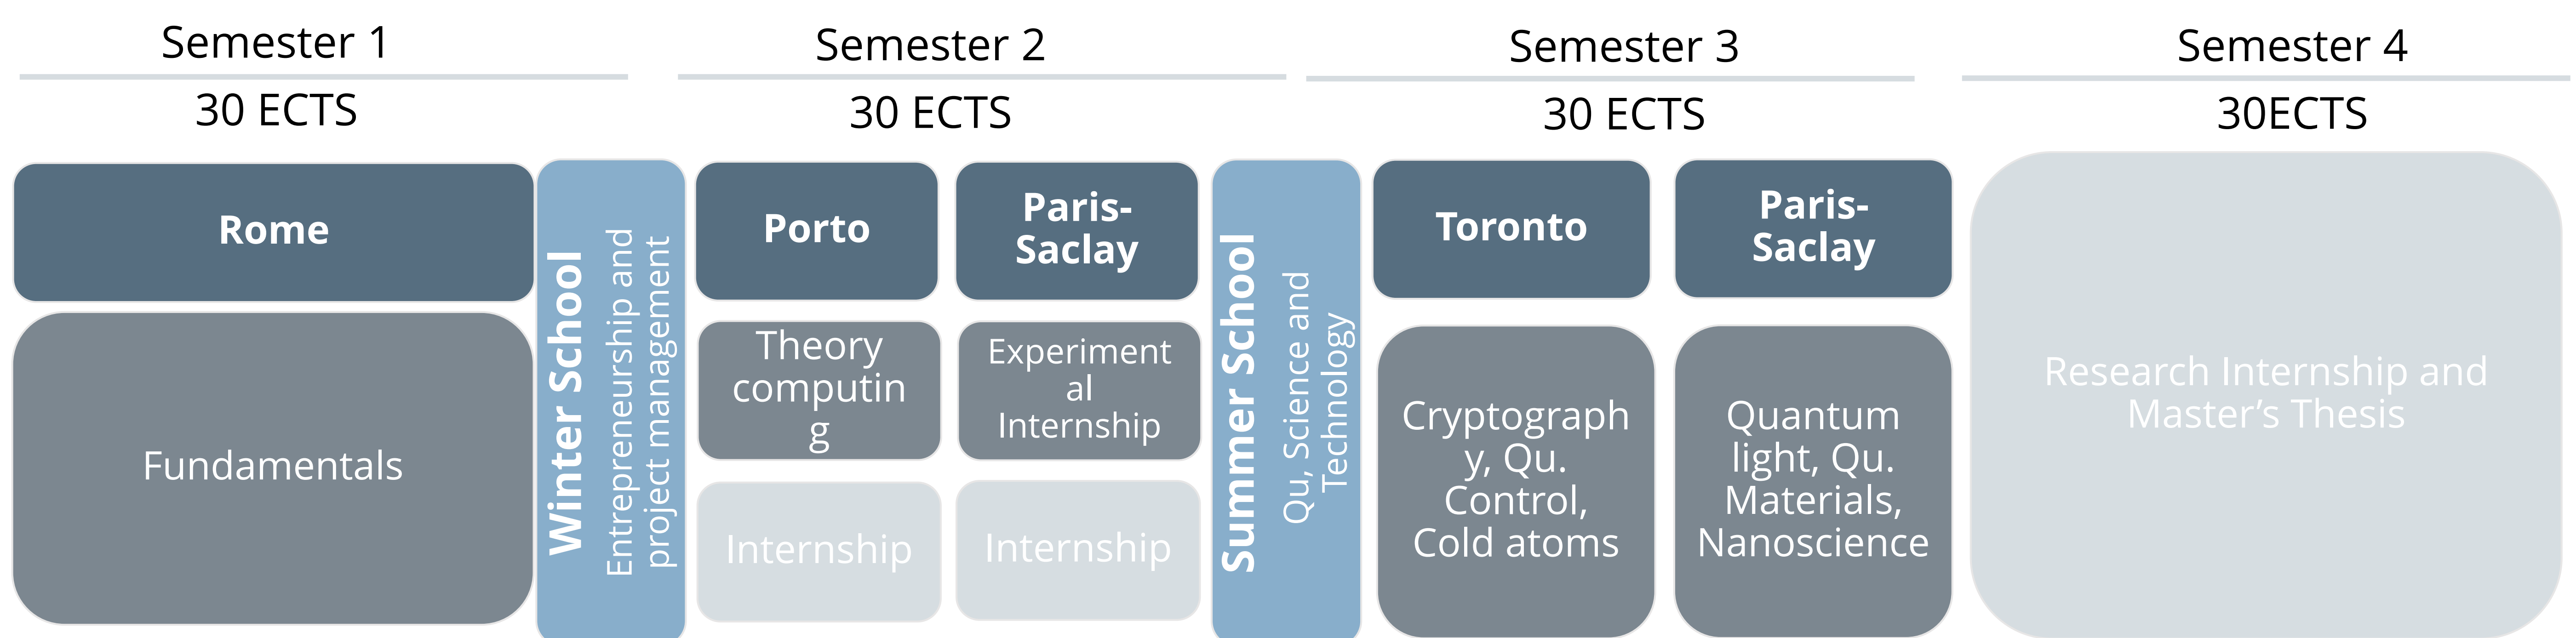 Semester 1
30 ECTS
Rome
Fundamentals
Winter School
Entrepreneurship and
project management
Semester 2
30 ECTS
Porto
Theory
computin
g
Internship
Paris-
Saclay
Experiment
al
Internship
Internship
Summer School
Qu, Science and
Technology
Semester 3
30 ECTS
Toronto
Cryptograph
y, Qu.
Control,
Cold atoms
Paris-
Saclay
Quantum
light, Qu.
Materials,
Nanoscience
Semester 4
30ECTS
Research Internship and
Master’s Thesis